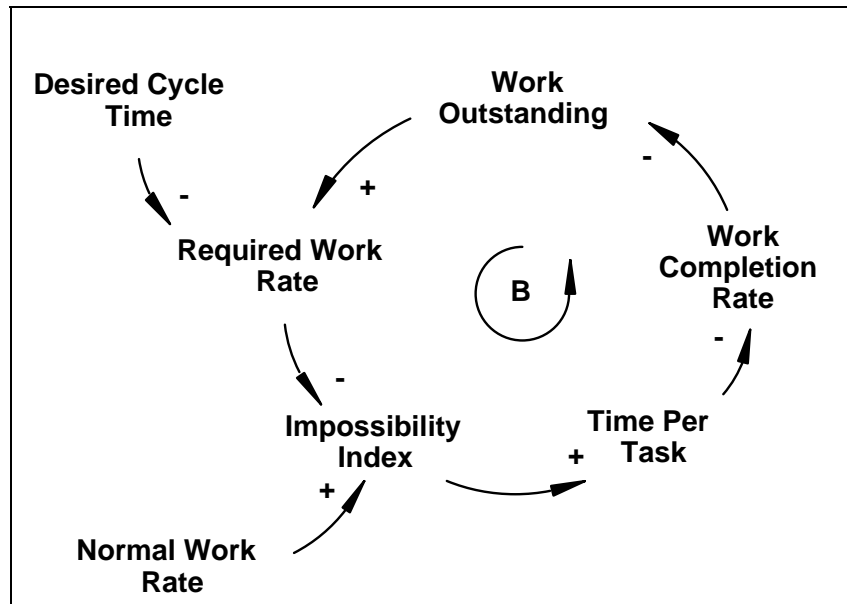 Desired Cycle
Time
-
Work
Outstanding
+
-
Required Work
Rate
B
Work
Completion
Rate
-
-
Impossibility
Index
+
Time Per
Task
+
Normal Work
Rate